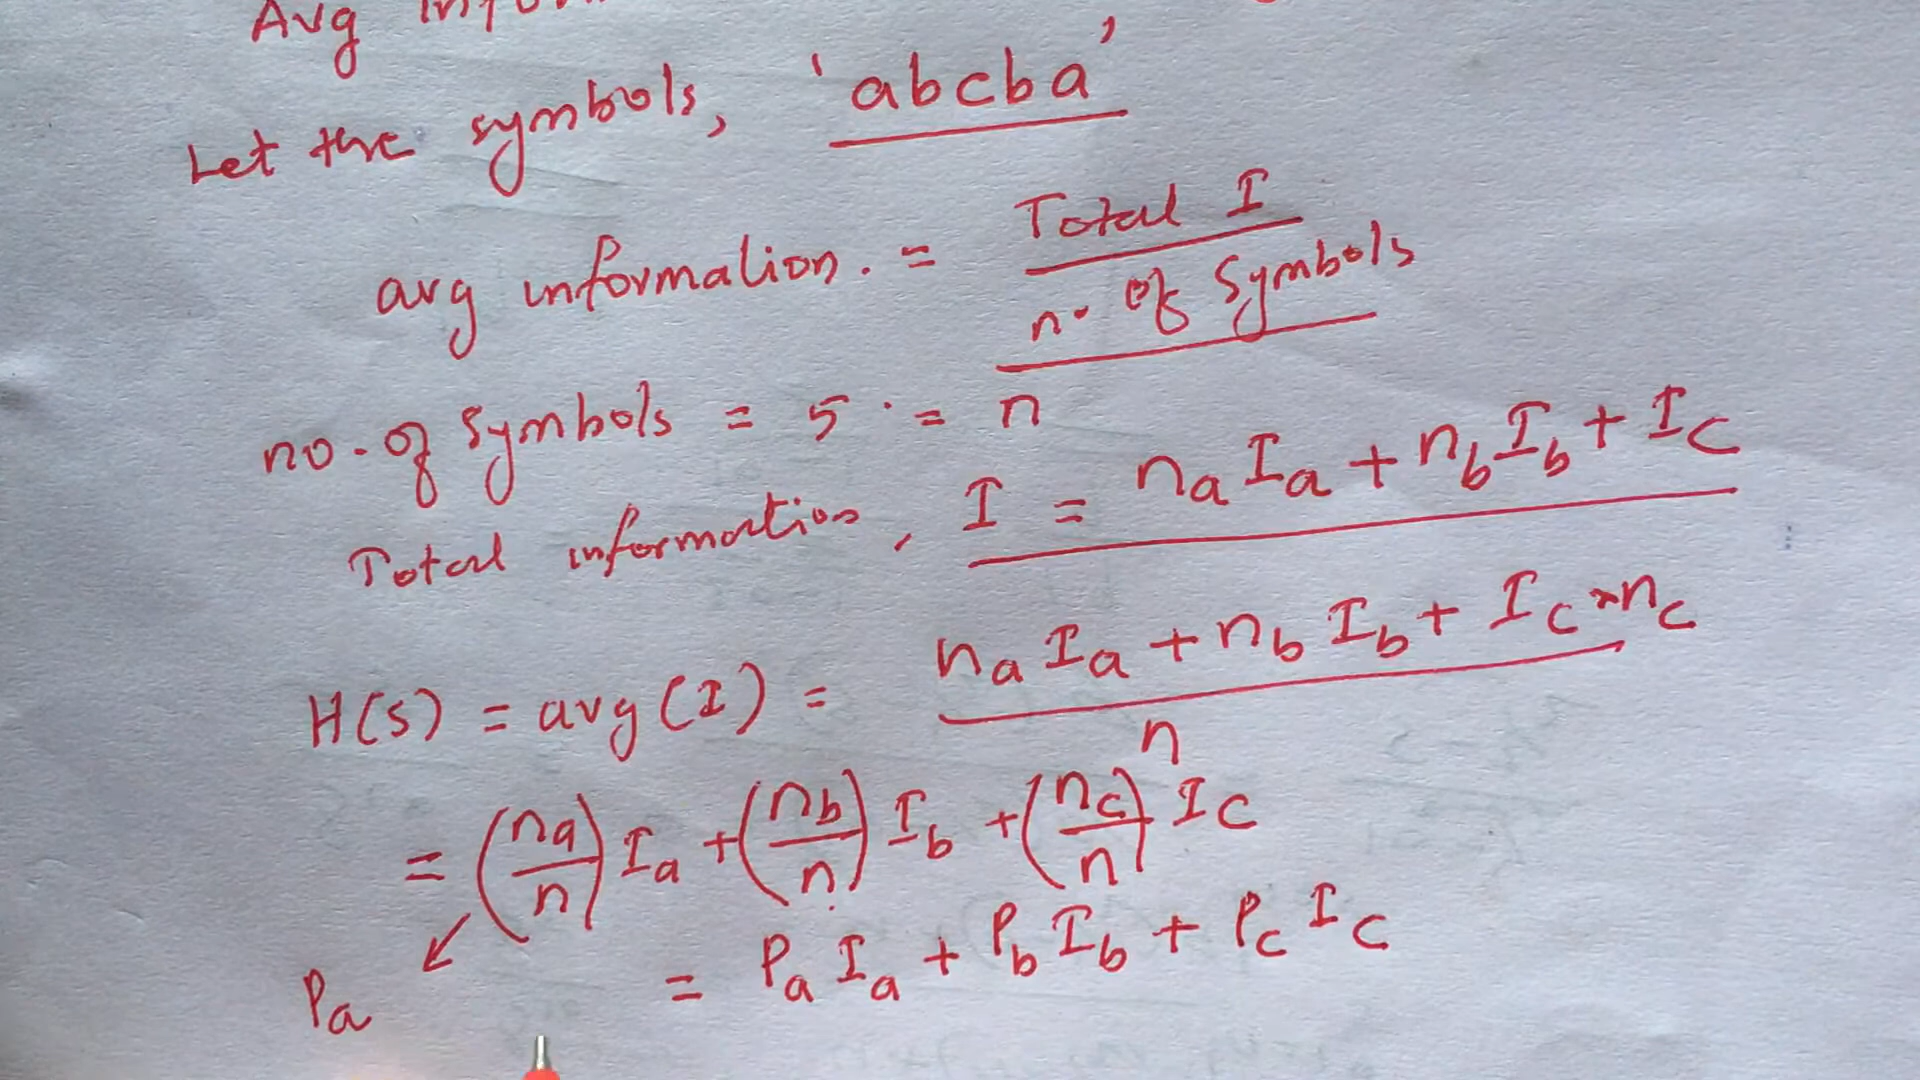 Avg
Let the symbols, 'abcba'
avg information. = Total I / no. of Symbols
no. of Symbols = 5 . = n
Total information, I = naIa + nbIb + Ic
H(S) = avg(I) = (naIa + nbIb + Ic × nc) / n
= (na/n) Ia + (nb/n) Ib + (nc/n) Ic
Pa = PaIa + PbIb + PcIc